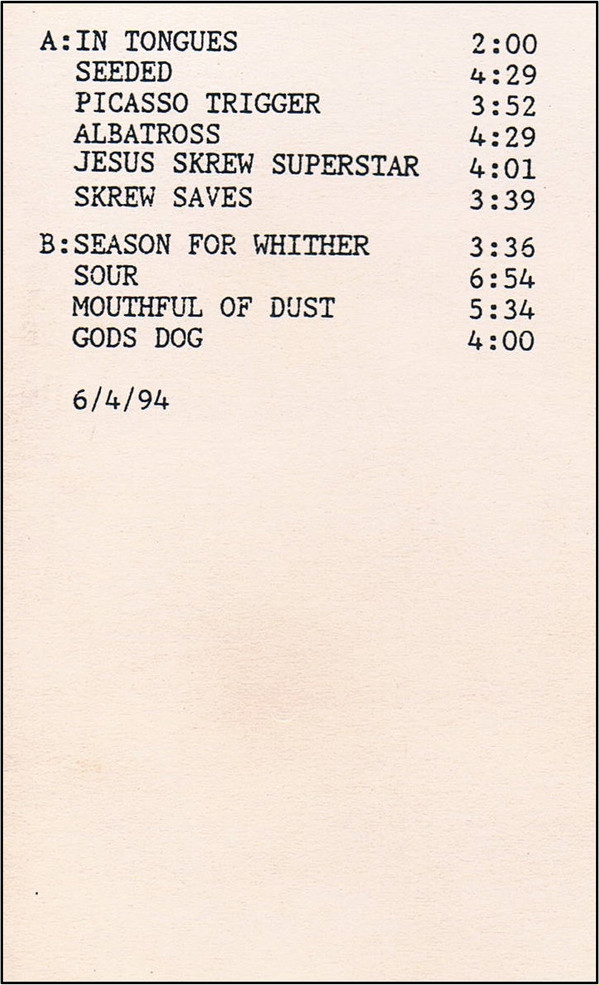 A:IN TONGUES 2:00
SEEDED 4:29
PICASSO TRIGGER 3:52
ALBATROSS 4:29
JESUS SKREW SUPERSTAR 4:01
SKREW SAVES 3:39
B:SEASON FOR WHITHER 3:36
SOUR 6:54
MOUTHFUL OF DUST 5:34
GODS DOG 4:00
6/4/94